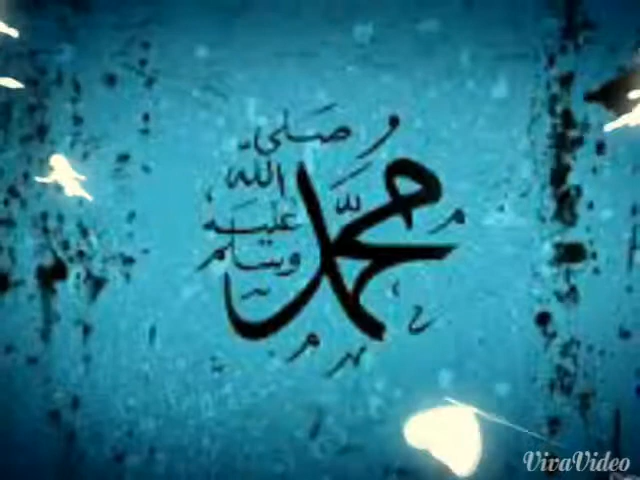 محمد
صلى
الله
عليه
وسلم
VivaVideo